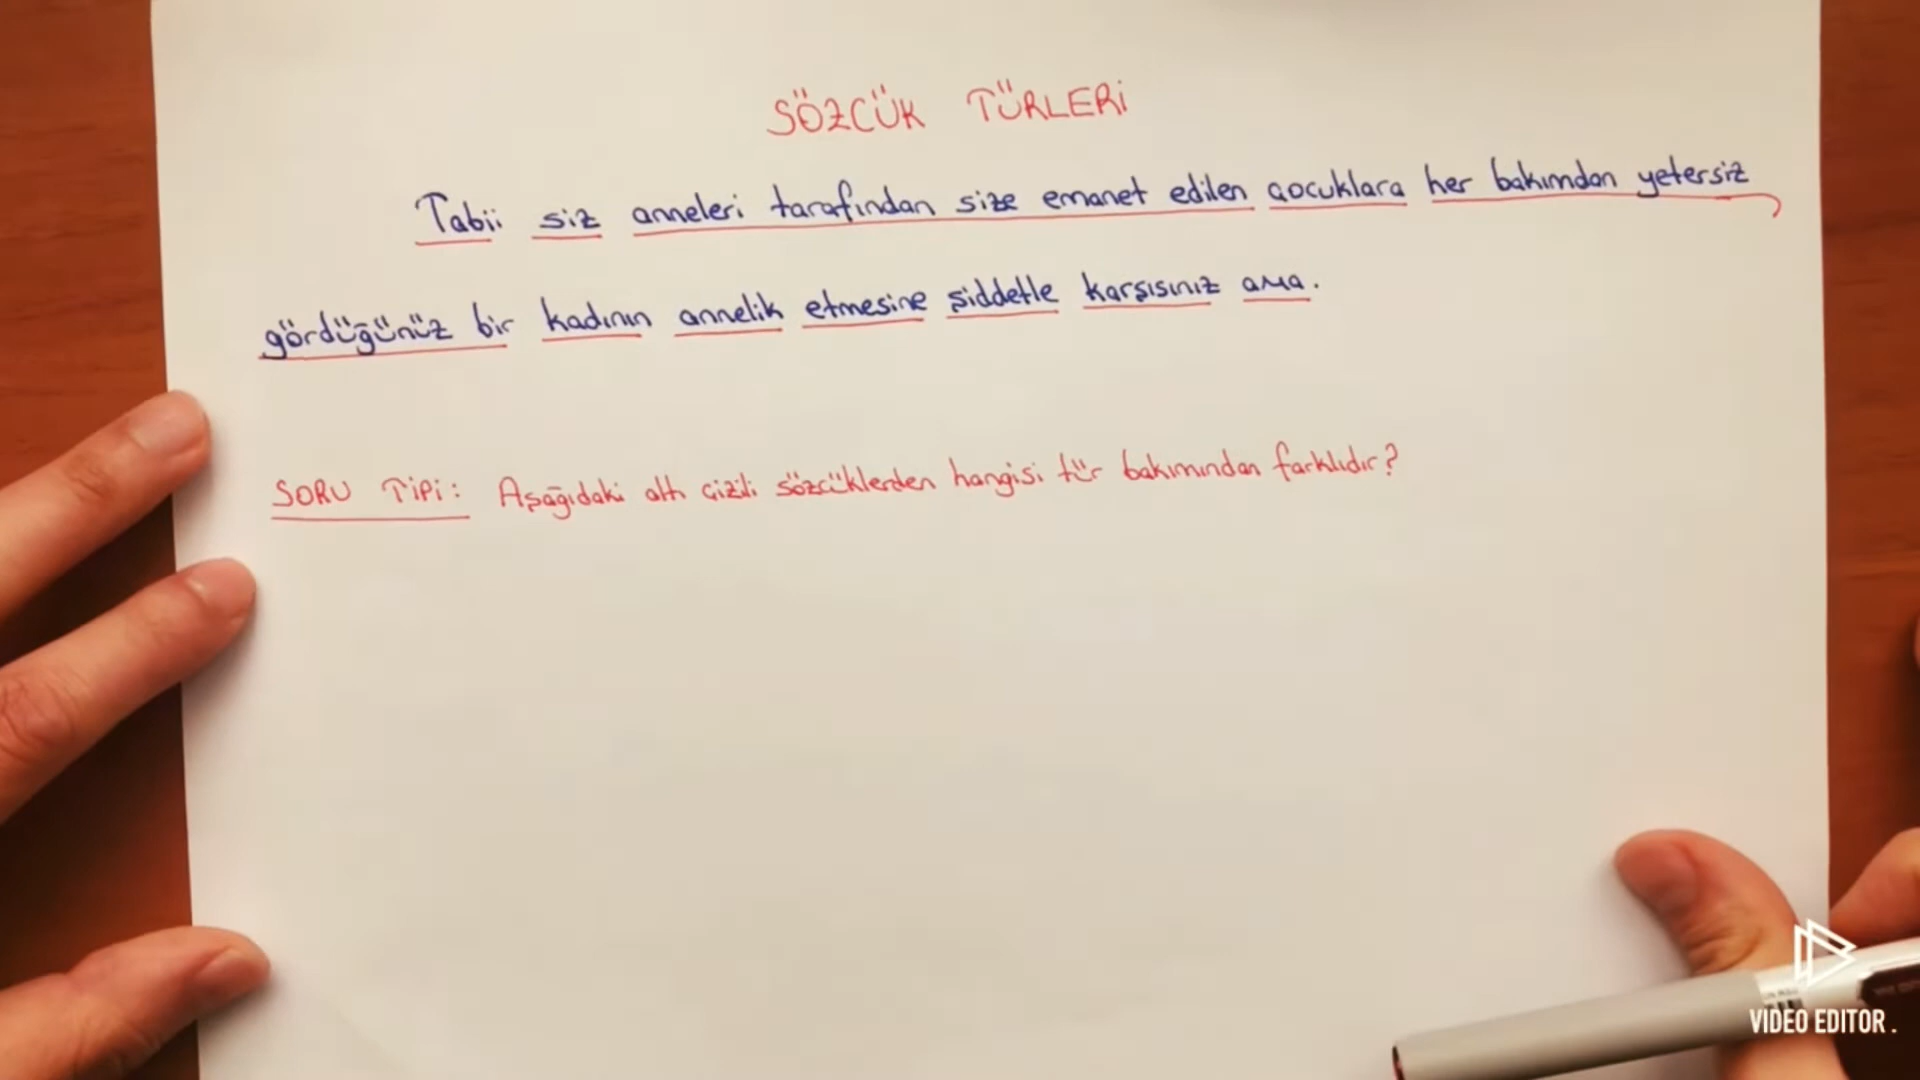 SÖZCÜK TÜRLERİ
Tabii siz anneleri tarafından size emanet edilen çocuklara her bakımdan yetersiz
gördüğünüz bir kadının annelik etmesine şiddetle karşısınız ama.
SORU TİPİ: Aşağıdaki altı çizili sözcüklerden hangisi tür bakımından farklıdır?
VIDEO EDITOR.